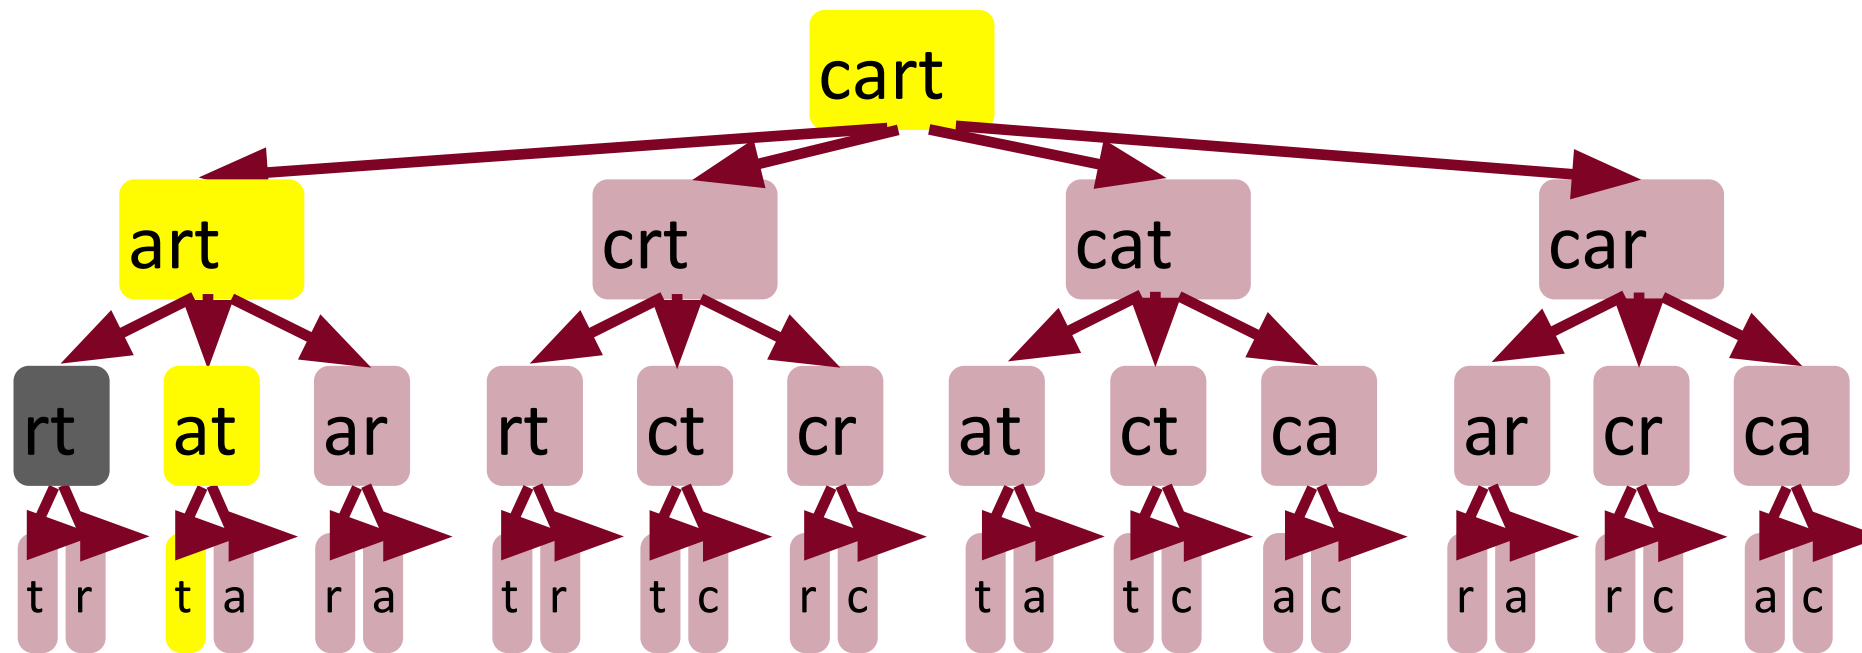 cart
art crt cat car
rt at ar rt ct cr at ct ca ar cr ca
t r t a r a t r t c r c t a t c a c r a r c a c